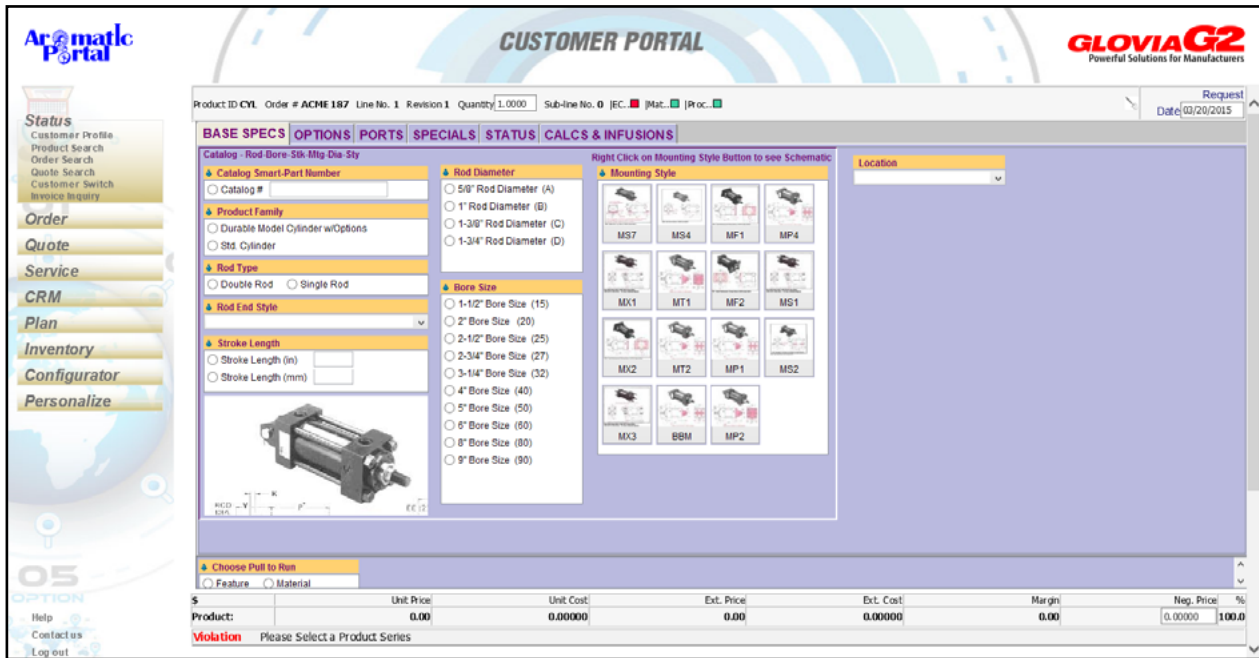 Aromatic
Portal
CUSTOMER PORTAL
GLOVIA G2
Powerful Solutions for Manufacturers
Status
Customer Profile
Product Search
Order Search
Quote Search
Customer Switch
Invoice Inquiry
Order
Quote
Service
CRM
Plan
Inventory
Configurator
Personalize
05
OPTION
Help
Contact us
Log out
Product ID CYL Order # ACME 187 Line No. 1 Revision 1 Quantity 1.0000 Sub-line No. 0 |EC.. |Mat.. |Proc..
Request
Date 03/20/2015
BASE SPECS OPTIONS PORTS SPECIALS STATUS CALCS & INFUSIONS
Catalog - Rod-Bore-Stk-Mtg-Dia-Sty
Right Click on Mounting Style Button to see Schematic
Catalog Smart-Part Number
Catalog #
Product Family
Durable Model Cylinder w/Options
Std. Cylinder
Rod Type
Double Rod Single Rod
Rod End Style
Stroke Length
Stroke Length (in)
Stroke Length (mm)
Rod Diameter
5/8" Rod Diameter (A)
1" Rod Diameter (B)
1-3/8" Rod Diameter (C)
1-3/4" Rod Diameter (D)
Bore Size
1-1/2" Bore Size (15)
2" Bore Size (20)
2-1/2" Bore Size (25)
2-3/4" Bore Size (27)
3-1/4" Bore Size (32)
4" Bore Size (40)
5" Bore Size (50)
6" Bore Size (60)
8" Bore Size (80)
9" Bore Size (90)
Mounting Style
MS7 MS4 MF1 MP4
MX1 MT1 MF2 MS1
MX2 MT2 MP1 MS2
MX3 BBM MP2
Location
Choose Pull to Run
Feature Material
$ Unit Price Unit Cost Ext. Price Ext. Cost Margin Neg. Price %
Product: 0.00 0.00000 0.00 0.00000 0.00 0.00000 100.0
Violation Please Select a Product Series